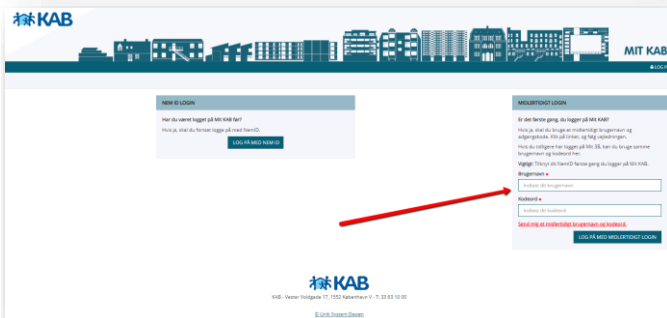 KAB
MIT KAB
LOG PÅ
NEM ID LOGIN
Har du været logget på Mit KAB før?
Hvis ja, skal du fortsat logge på med NemID.
LOG PÅ MED NEM ID
MIDLERTIDIGT LOGIN
Er det første gang, du logger på Mit KAB?
Hvis ja, skal du bruge et midlertidigt brugernavn og
adgangskode. Klik på linket, og følg vejledningen.
Hvis du tidligere har logget på Mit 3B, kan du bruge samme
brugernavn og kodeord her.
Vigtigt: Tilknyt dit NemID første gang du logger på Mit KAB.
Brugernavn
Indtast dit brugernavn
Kodeord
Indtast dit kodeord
Send mig et midlertidigt brugernavn og kodeord.
LOG PÅ MED MIDLERTIDIGT LOGIN
KAB
KAB - Vester Voldgade 17, 1552 København V - T: 33 63 10 00
© Unik System Design